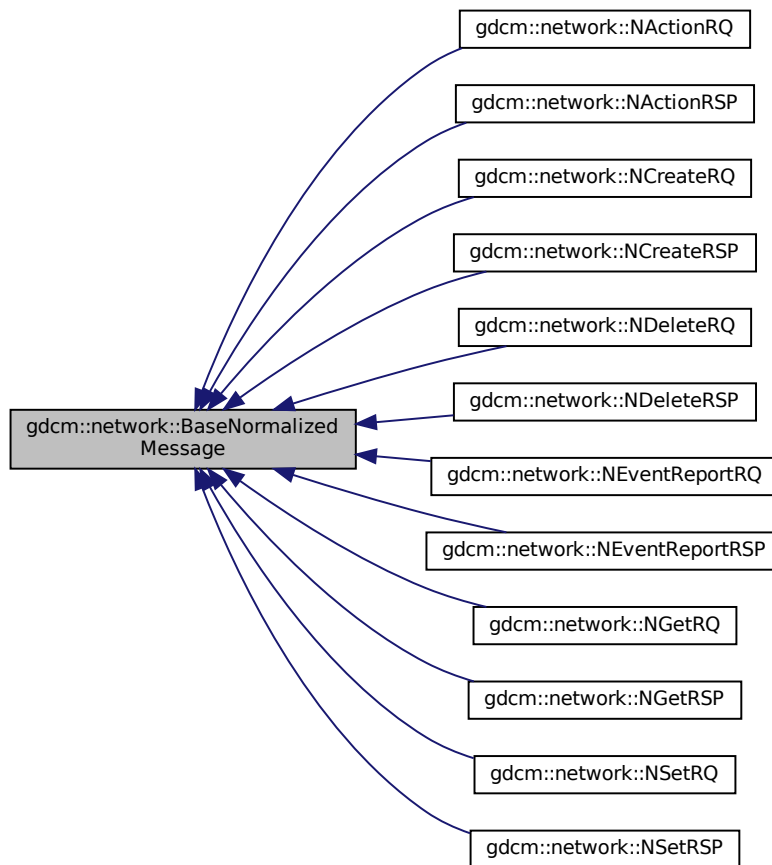 gdcm::network::NActionRQ
gdcm::network::NActionRSP
gdcm::network::NCreateRQ
gdcm::network::NCreateRSP
gdcm::network::NDeleteRQ
gdcm::network::BaseNormalized
Message
gdcm::network::NDeleteRSP
gdcm::network::NEventReportRQ
gdcm::network::NEventReportRSP
gdcm::network::NGetRQ
gdcm::network::NGetRSP
gdcm::network::NSetRQ
gdcm::network::NSetRSP